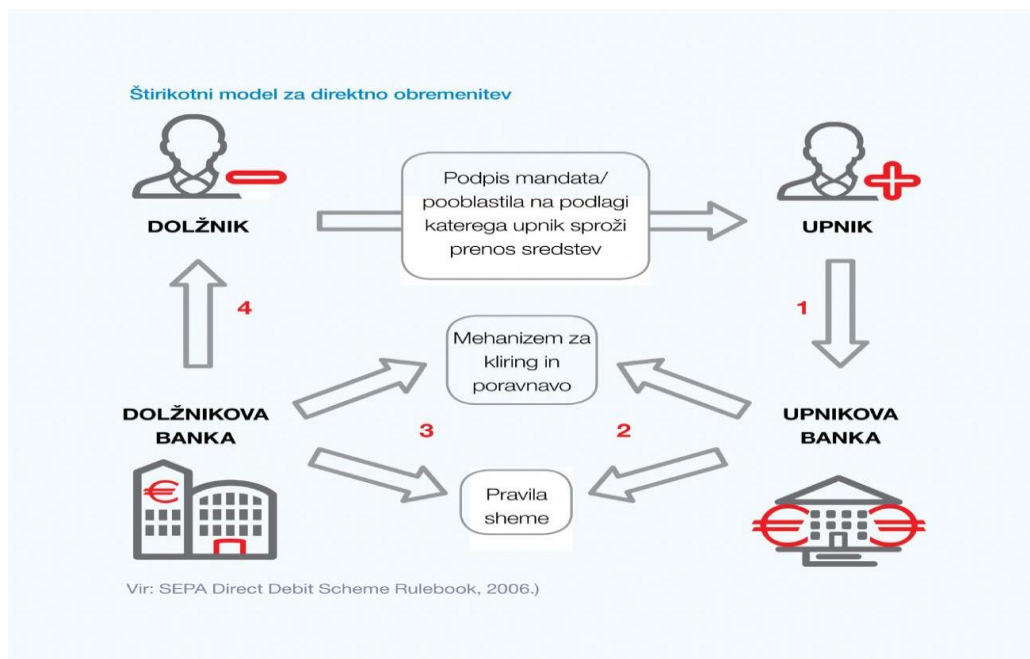 Štirikotni model za direktno obremenitev
Podpis mandata/
pooblastila na podlagi
katerega upnik sproži
prenos sredstev
DOLŽNIK
UPNIK
4
1
Mehanizem za
kliring in
poravnavo
DOLŽNIKOVA
BANKA
UPNIKOVA
BANKA
3
2
Pravila
sheme
Vir: SEPA Direct Debit Scheme Rulebook, 2006.)